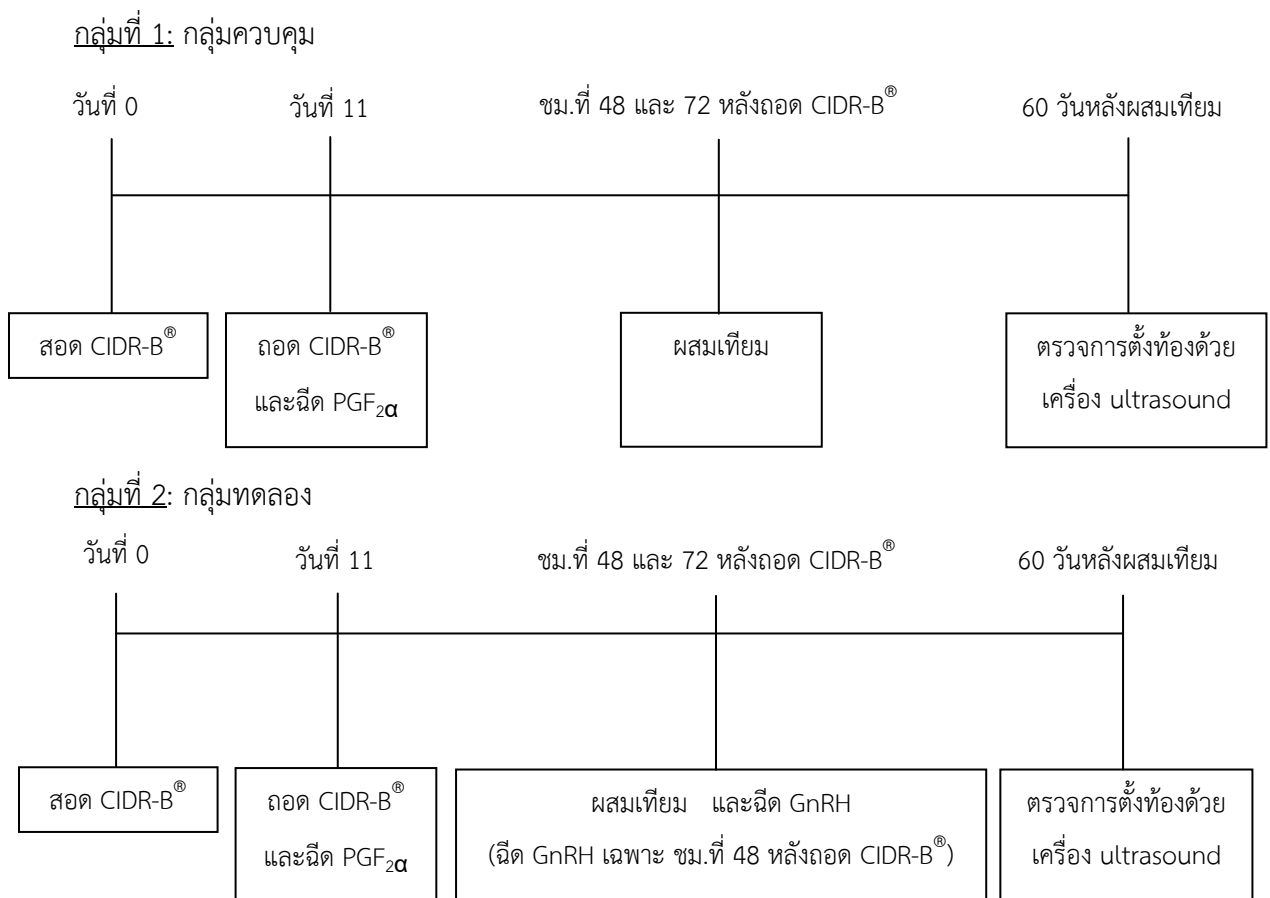 กลุ่มที่ 1: กลุ่มควบคุม
วันที่ 0 วันที่ 11 ชม.ที่ 48 และ 72 หลังถอด CIDR-B® 60 วันหลังผสมเทียม
สอด CIDR-B® ถอด CIDR-B® ผสมเทียม ตรวจการตั้งท้องด้วย
และฉีด PGF₂α เครื่อง ultrasound
กลุ่มที่ 2: กลุ่มทดลอง
วันที่ 0 วันที่ 11 ชม.ที่ 48 และ 72 หลังถอด CIDR-B® 60 วันหลังผสมเทียม
สอด CIDR-B® ถอด CIDR-B® ผสมเทียม และฉีด GnRH ตรวจการตั้งท้องด้วย
และฉีด PGF₂α (ฉีด GnRH เฉพาะ ชม.ที่ 48 หลังถอด CIDR-B®) เครื่อง ultrasound